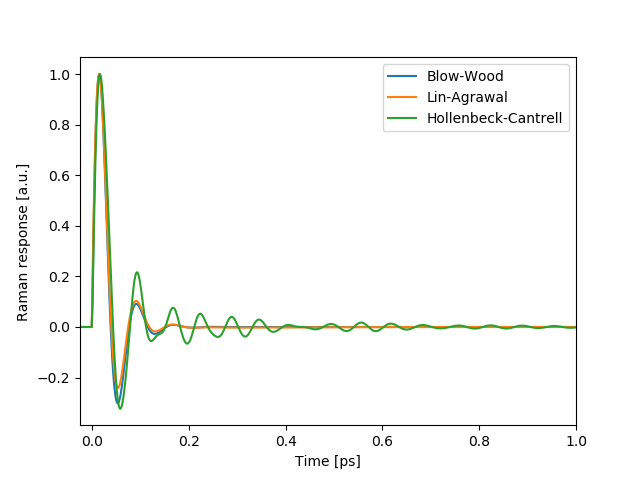 Blow-Wood
Lin-Agrawal
Hollenbeck-Cantrell
1.0
0.8
0.6
0.4
0.2
0.0
−0.2
Raman response [a.u.]
0.0 0.2 0.4 0.6 0.8 1.0
Time [ps]